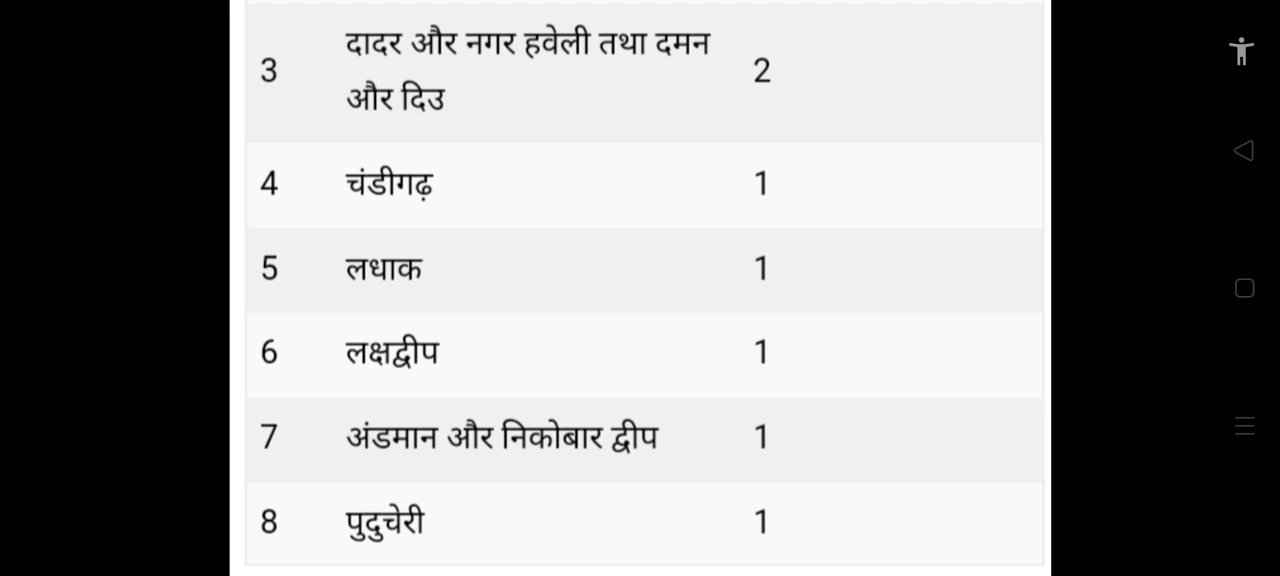 3 दादर और नगर हवेली तथा दमन 2
और दिउ
4 चंडीगढ़ 1
5 लधाक 1
6 लक्षद्वीप 1
7 अंडमान और निकोबार द्वीप 1
8 पुदुचेरी 1